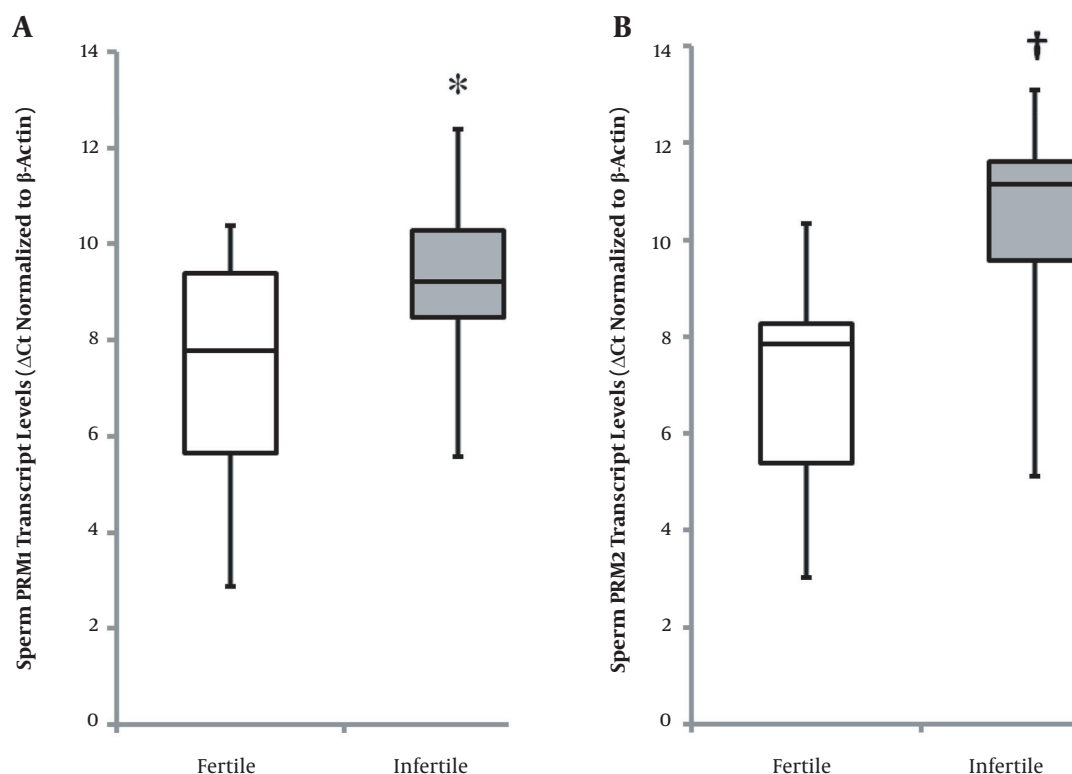 A
Sperm PRM1 Transcript Levels (ΔCt Normalized to β-Actin)
14
12
10
8
6
4
2
0
*
Fertile
Infertile
B
Sperm PRM2 Transcript Levels (ΔCt Normalized to β-Actin)
14
12
10
8
6
4
2
0
†
Fertile
Infertile